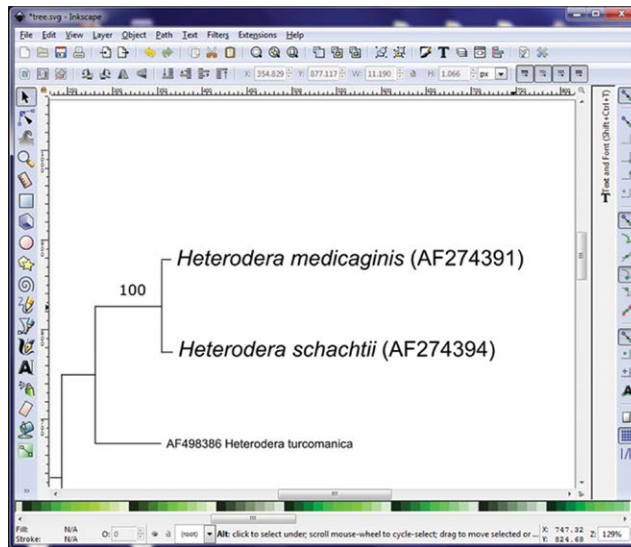 *tree.svg - Inkscape
File Edit View Layer Object Path Text Filters Extensions Help
X: 354.829 Y: 877.117 W: 11.190 H: 1.066 px
Text and Font (Shift+Ctrl+T)
Heterodera medicaginis (AF274391)
100
Heterodera schachtii (AF274394)
AF498386 Heterodera turcomanica
Fill: N/A
Stroke: N/A
O: 0
(root)
Alt: click to select under; scroll mouse-wheel to cycle-select; drag to move selected or ...
X: 747.32
Y: 824.68
Z: 129%